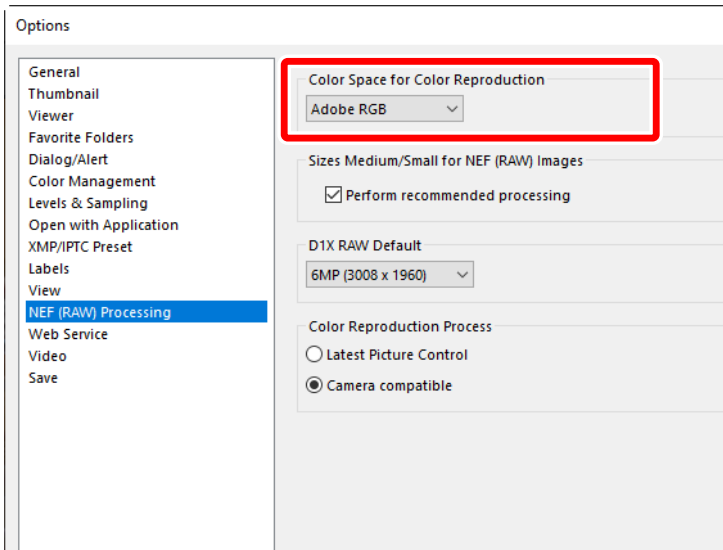 Options
General
Thumbnail
Viewer
Favorite Folders
Dialog/Alert
Color Management
Levels & Sampling
Open with Application
XMP/IPTC Preset
Labels
View
NEF (RAW) Processing
Web Service
Video
Save
Color Space for Color Reproduction
Adobe RGB
Sizes Medium/Small for NEF (RAW) Images
Perform recommended processing
D1X RAW Default
6MP (3008 x 1960)
Color Reproduction Process
Latest Picture Control
Camera compatible